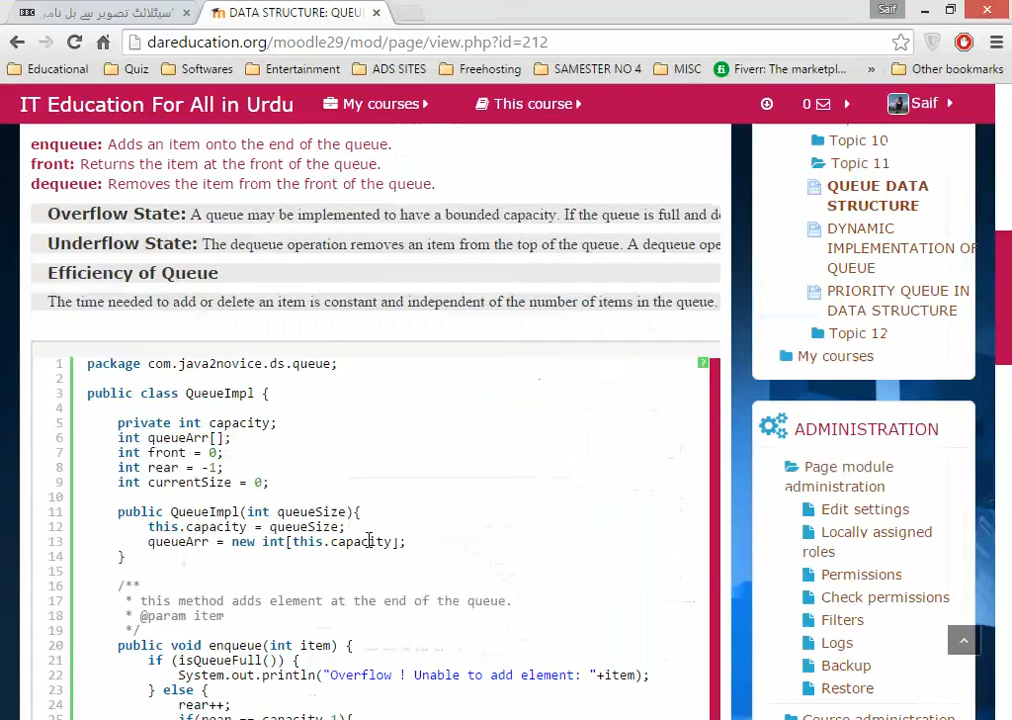 سیٹلائٹ تصویر سے بل نامہ
DATA STRUCTURE: QUEU
Saif
dareducation.org/moodle29/mod/page/view.php?id=212
Educational
Quiz
Softwares
Entertainment
ADS SITES
Freehosting
SAMESTER NO 4
MISC
Fiverr: The marketpl...
»
Other bookmarks
IT Education For All in Urdu
My courses
This course
0
Saif
enqueue: Adds an item onto the end of the queue.
front: Returns the item at the front of the queue.
dequeue: Removes the item from the front of the queue.
Overflow State: A queue may be implemented to have a bounded capacity. If the queue is full and d
Underflow State: The dequeue operation removes an item from the top of the queue. A dequeue ope
Efficiency of Queue
The time needed to add or delete an item is constant and independent of the number of items in the queue.
1 package com.java2novice.ds.queue;
2
3 public class QueueImpl {
4
5 private int capacity;
6 int queueArr[];
7 int front = 0;
8 int rear = -1;
9 int currentSize = 0;
10
11 public QueueImpl(int queueSize){
12 this.capacity = queueSize;
13 queueArr = new int[this.capacity];
14 }
15
16 /**
17 * this method adds element at the end of the queue.
18 * @param item
19 */
20 public void enqueue(int item) {
21 if (isQueueFull()) {
22 System.out.println("Overflow ! Unable to add element: "+item);
23 } else {
24 rear++;
25 if(rear == capacity-1){
?
Topic 10
Topic 11
QUEUE DATA
STRUCTURE
DYNAMIC
IMPLEMENTATION OF
QUEUE
PRIORITY QUEUE IN
DATA STRUCTURE
Topic 12
My courses
ADMINISTRATION
Page module
administration
Edit settings
Locally assigned
roles
Permissions
Check permissions
Filters
Logs
Backup
Restore
Course administration